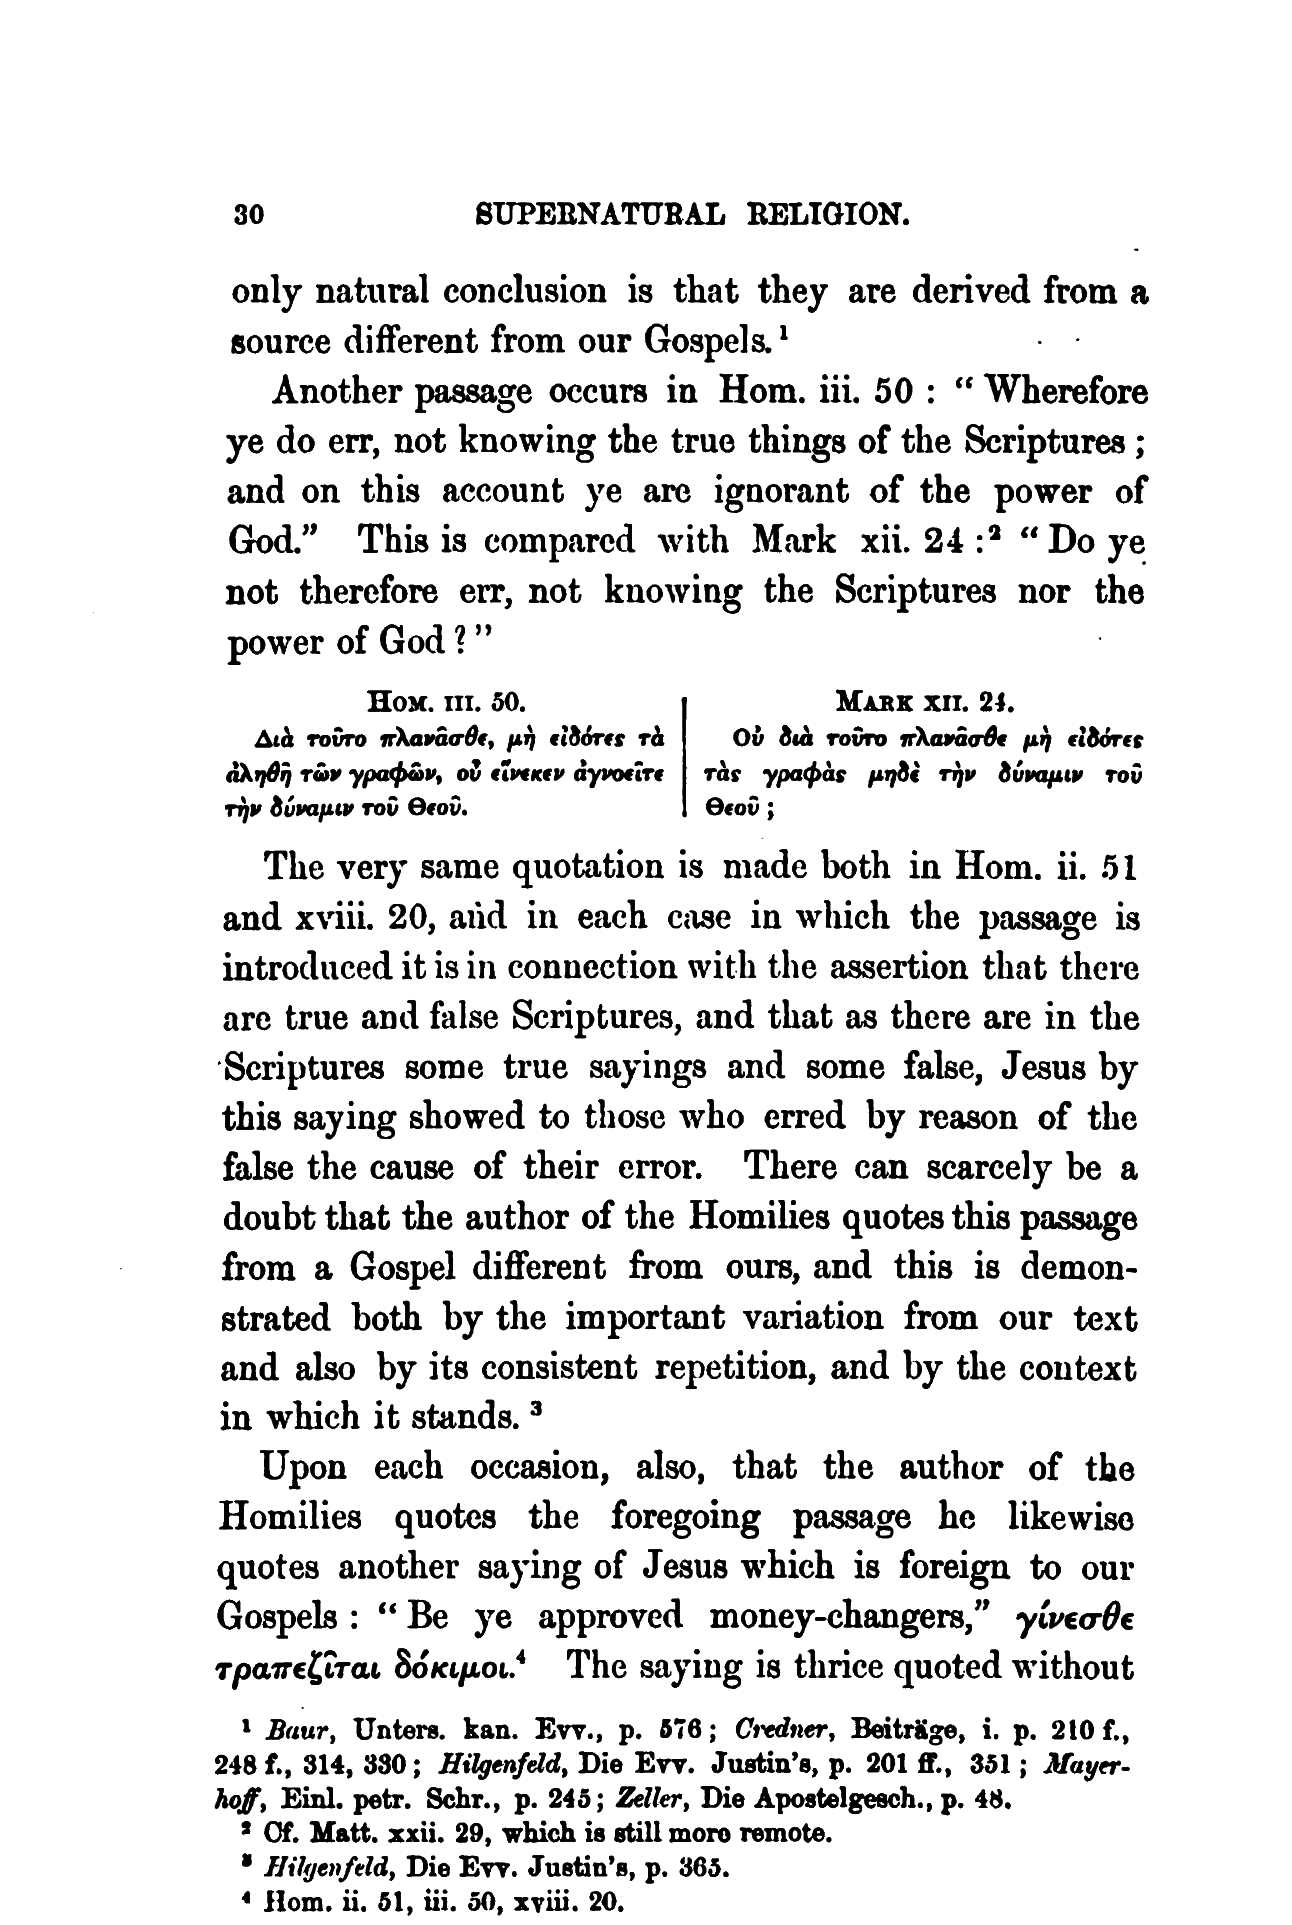 30 SUPERNATURAL RELIGION.
only natural conclusion is that they are derived from a
source different from our Gospels.¹
Another passage occurs in Hom. iii. 50 : “ Wherefore
ye do err, not knowing the true things of the Scriptures ;
and on this account ye are ignorant of the power of
God.” This is compared with Mark xii. 24 :² “ Do ye
not therefore err, not knowing the Scriptures nor the
power of God ? ”
HOM. III. 50.
Διὰ τοῦτο πλανᾶσθε, μὴ εἰδότες τὰ
ἀληθῆ τῶν γραφῶν, οὗ εἵνεκεν ἀγνοεῖτε
τὴν δύναμιν τοῦ Θεοῦ.
MARK XII. 24.
Οὐ διὰ τοῦτο πλανᾶσθε μὴ εἰδότες
τὰς γραφὰς μηδὲ τὴν δύναμιν τοῦ
Θεοῦ ;
The very same quotation is made both in Hom. ii. 51
and xviii. 20, and in each case in which the passage is
introduced it is in connection with the assertion that there
are true and false Scriptures, and that as there are in the
Scriptures some true sayings and some false, Jesus by
this saying showed to those who erred by reason of the
false the cause of their error. There can scarcely be a
doubt that the author of the Homilies quotes this passage
from a Gospel different from ours, and this is demon-
strated both by the important variation from our text
and also by its consistent repetition, and by the context
in which it stands. ³
Upon each occasion, also, that the author of the
Homilies quotes the foregoing passage he likewise
quotes another saying of Jesus which is foreign to our
Gospels : “ Be ye approved money-changers,” γίνεσθε
τραπεζῖται δόκιμοι.⁴ The saying is thrice quoted without
¹ Baur, Unters. kan. Evv., p. 576 ; Credner, Beiträge, i. p. 210 f.,
248 f., 314, 330 ; Hilgenfeld, Die Evv. Justin's, p. 201 ff., 351 ; Mayer-
hoff, Einl. petr. Schr., p. 245 ; Zeller, Die Apostelgesch., p. 48.
² Cf. Matt. xxii. 29, which is still more remote.
³ Hilgenfeld, Die Evv. Justin's, p. 365.
⁴ Hom. ii. 51, iii. 50, xviii. 20.